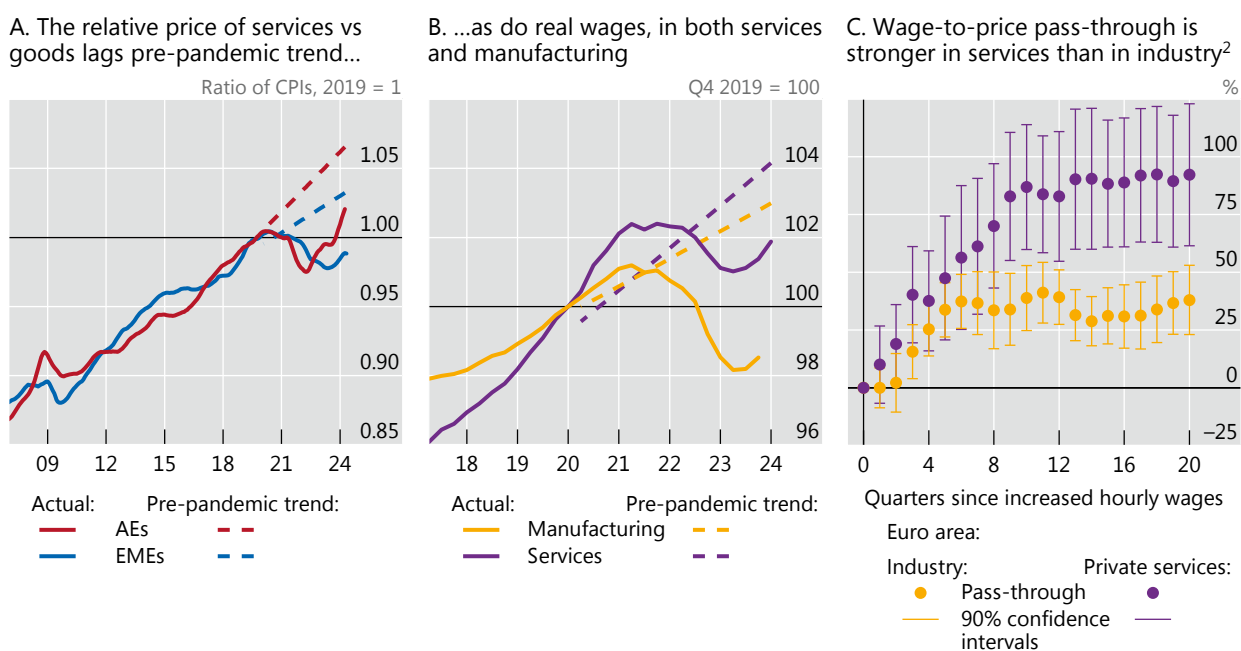 A. The relative price of services vs
goods lags pre-pandemic trend...
Ratio of CPIs, 2019 = 1
1.05
1.00
0.95
0.90
0.85
09 12 15 18 21 24
Actual: Pre-pandemic trend:
AEs
EMEs
B. ...as do real wages, in both services
and manufacturing
Q4 2019 = 100
104
102
100
98
96
18 19 20 21 22 23 24
Actual: Pre-pandemic trend:
Manufacturing
Services
C. Wage-to-price pass-through is
stronger in services than in industry²
%
100
75
50
25
0
–25
0 4 8 12 16 20
Quarters since increased hourly wages
Euro area:
Industry: Private services:
Pass-through
90% confidence
intervals